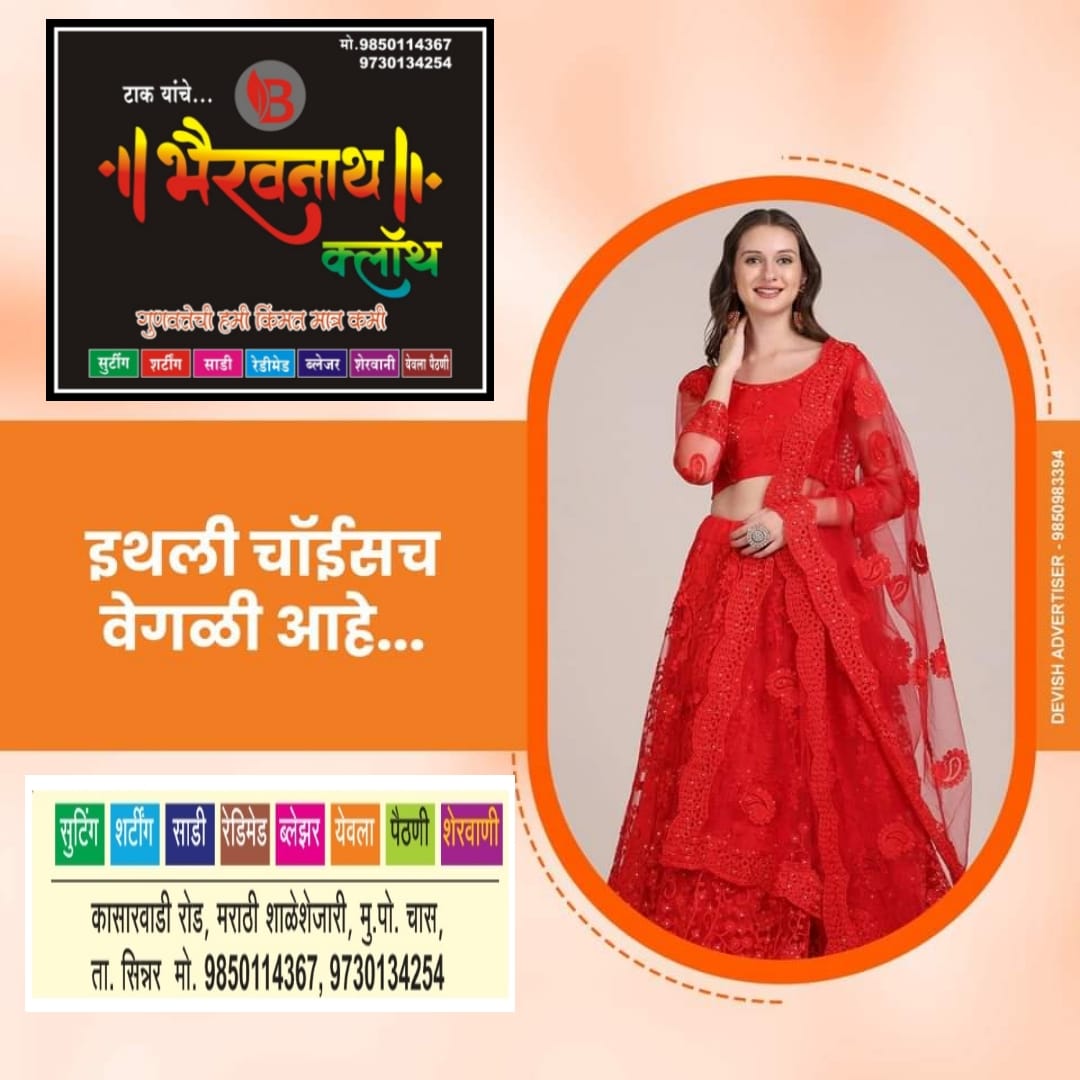 मो.9850114367
9730134254
टाक यांचे...
B
भैरवनाथ
क्लॉथ
गुणवत्तेची हमी किंमत मात्र कमी
सुटींग शर्टींग साडी रेडीमेड ब्लेजर शेरवानी येवला पैठणी
इथली चॉईसच
वेगळी आहे...
सुटिंग शर्टींग साडी रेडिमेड ब्लेझर येवला पैठणी शेरवाणी
कासारवाडी रोड, मराठी शाळेशेजारी, मु.पो. चास,
ता. सिन्नर मो. 9850114367, 9730134254
DEVISH ADVERTISER - 9850983394